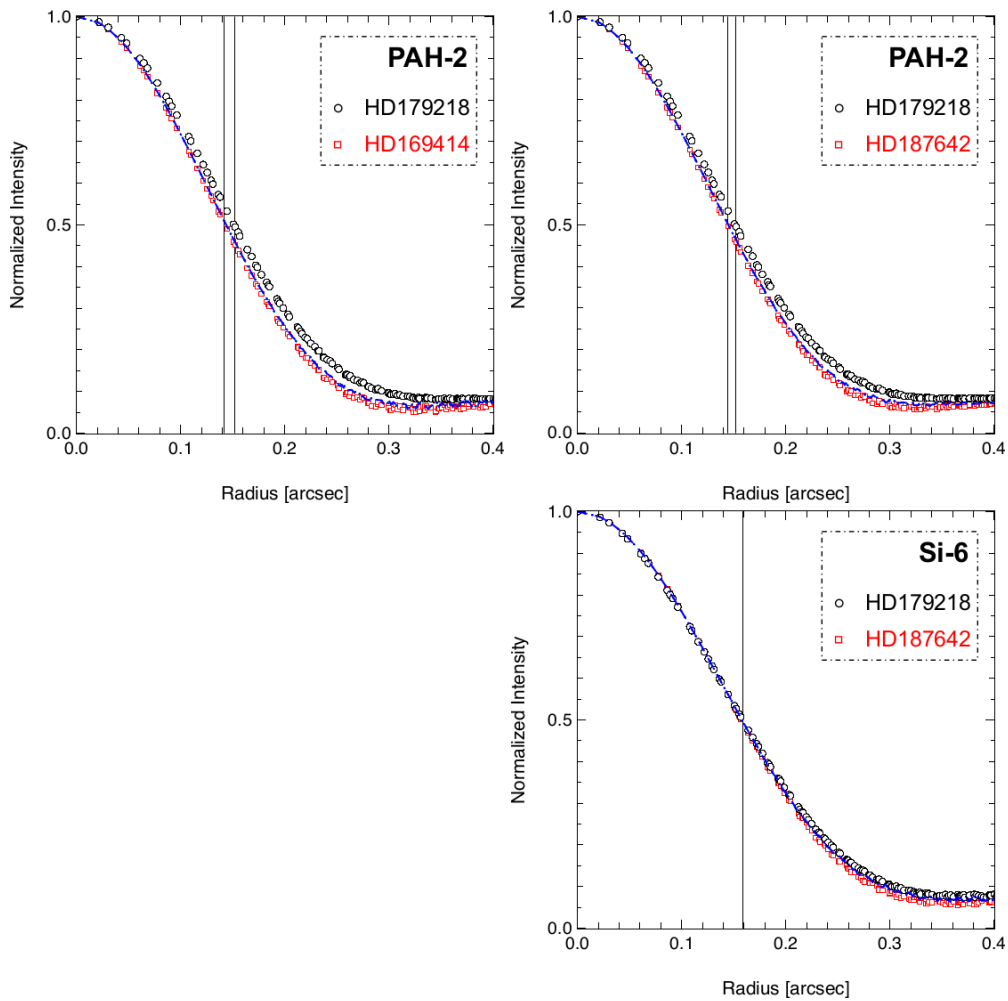 1.0
PAH-2
HD179218
HD169414
0.5
Normalized Intensity
0.0
0.0 0.1 0.2 0.3 0.4
Radius [arcsec]
1.0
PAH-2
HD179218
HD187642
0.5
Normalized Intensity
0.0
0.0 0.1 0.2 0.3 0.4
Radius [arcsec]
1.0
Si-6
HD179218
HD187642
0.5
Normalized Intensity
0.0
0.0 0.1 0.2 0.3 0.4
Radius [arcsec]